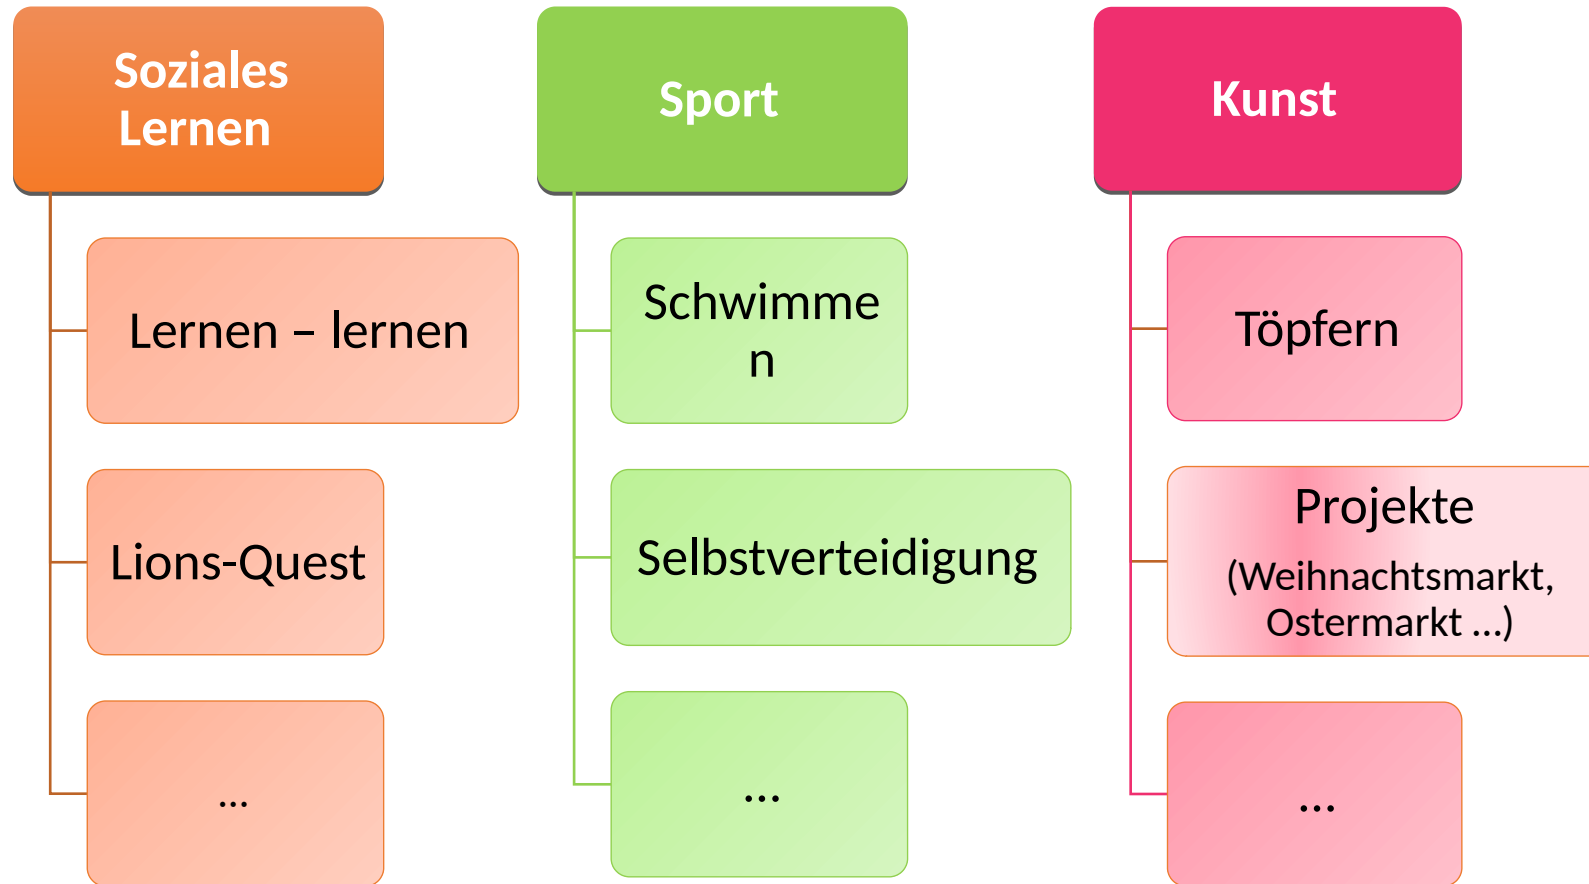 Soziales
Lernen
Lernen – lernen
Lions-Quest
...
Sport
Schwimme
n
Selbstverteidigung
...
Kunst
Töpfern
Projekte
(Weihnachtsmarkt,
Ostermarkt ...)
...